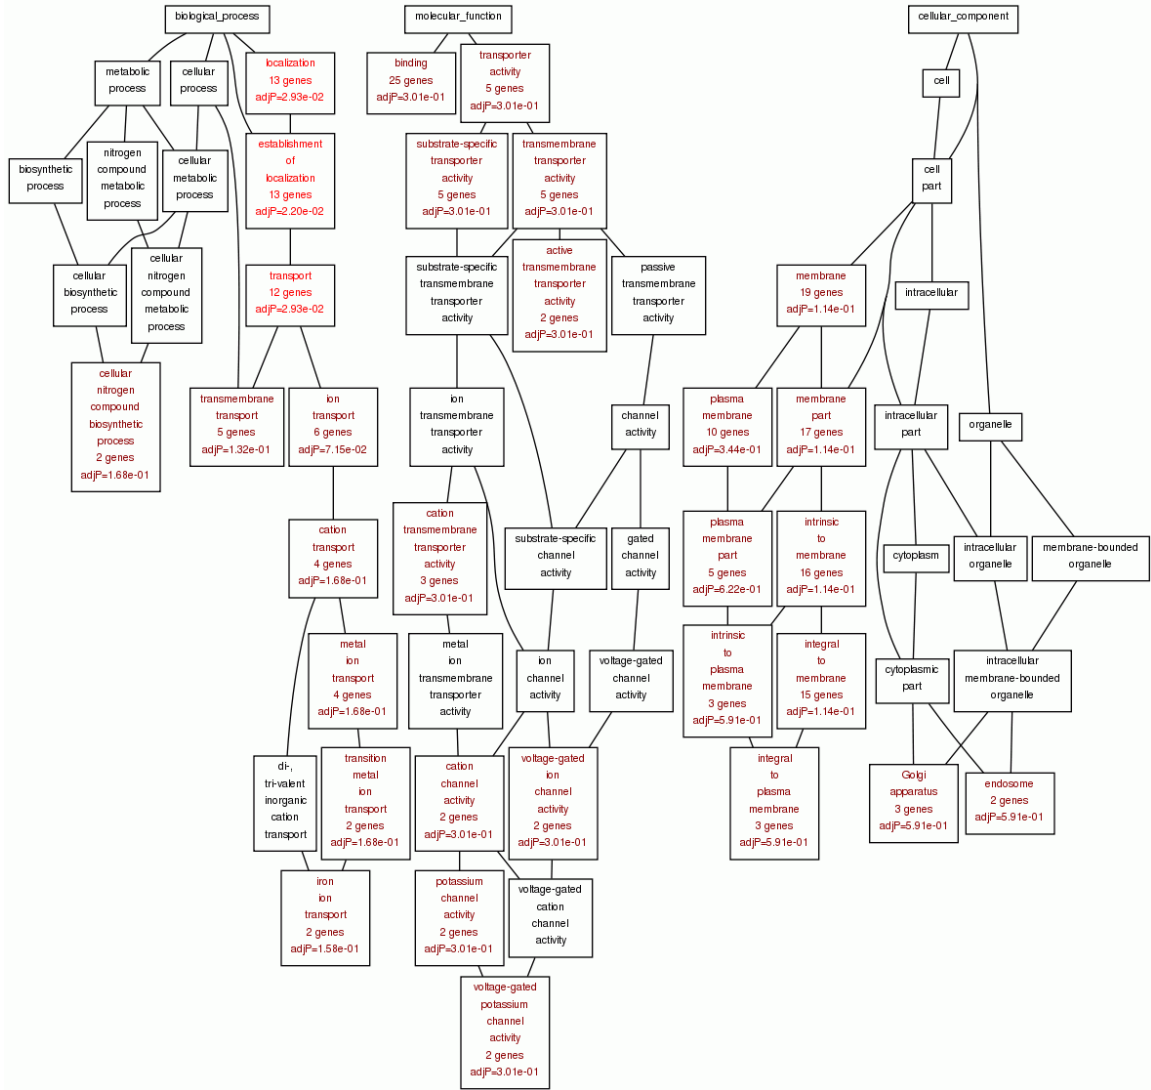 biological_process
metabolic
process
cellular
process
localization
13 genes
adjP=2.93e-02
biosynthetic
process
nitrogen
compound
metabolic
process
cellular
metabolic
process
establishment
of
localization
13 genes
adjP=2.20e-02
cellular
biosynthetic
process
cellular
nitrogen
compound
metabolic
process
transport
12 genes
adjP=2.93e-02
cellular
nitrogen
compound
biosynthetic
process
2 genes
adjP=1.68e-01
transmembrane
transport
5 genes
adjP=1.32e-01
ion
transport
6 genes
adjP=7.15e-02
cation
transport
4 genes
adjP=1.68e-01
metal
ion
transport
4 genes
adjP=1.68e-01
di-,
tri-valent
inorganic
cation
transport
transition
metal
ion
transport
2 genes
adjP=1.68e-01
iron
ion
transport
2 genes
adjP=1.58e-01
molecular_function
binding
25 genes
adjP=3.01e-01
transporter
activity
5 genes
adjP=3.01e-01
substrate-specific
transporter
activity
5 genes
adjP=3.01e-01
transmembrane
transporter
activity
5 genes
adjP=3.01e-01
substrate-specific
transmembrane
transporter
activity
active
transmembrane
transporter
activity
2 genes
adjP=3.01e-01
passive
transmembrane
transporter
activity
ion
transmembrane
transporter
activity
channel
activity
cation
transmembrane
transporter
activity
3 genes
adjP=3.01e-01
substrate-specific
channel
activity
gated
channel
activity
metal
ion
transmembrane
transporter
activity
ion
channel
activity
voltage-gated
channel
activity
cation
channel
activity
2 genes
adjP=3.01e-01
voltage-gated
ion
channel
activity
2 genes
adjP=3.01e-01
potassium
channel
activity
2 genes
adjP=3.01e-01
voltage-gated
cation
channel
activity
voltage-gated
potassium
channel
activity
2 genes
adjP=3.01e-01
cellular_component
cell
cell
part
membrane
19 genes
adjP=1.14e-01
intracellular
plasma
membrane
10 genes
adjP=3.44e-01
membrane
part
17 genes
adjP=1.14e-01
intracellular
part
organelle
plasma
membrane
part
5 genes
adjP=6.22e-01
intrinsic
to
membrane
16 genes
adjP=1.14e-01
cytoplasm
intracellular
organelle
membrane-bounded
organelle
intrinsic
to
plasma
membrane
3 genes
adjP=5.91e-01
integral
to
membrane
15 genes
adjP=1.14e-01
cytoplasmic
part
intracellular
membrane-bounded
organelle
integral
to
plasma
membrane
3 genes
adjP=5.91e-01
Golgi
apparatus
3 genes
adjP=5.91e-01
endosome
2 genes
adjP=5.91e-01